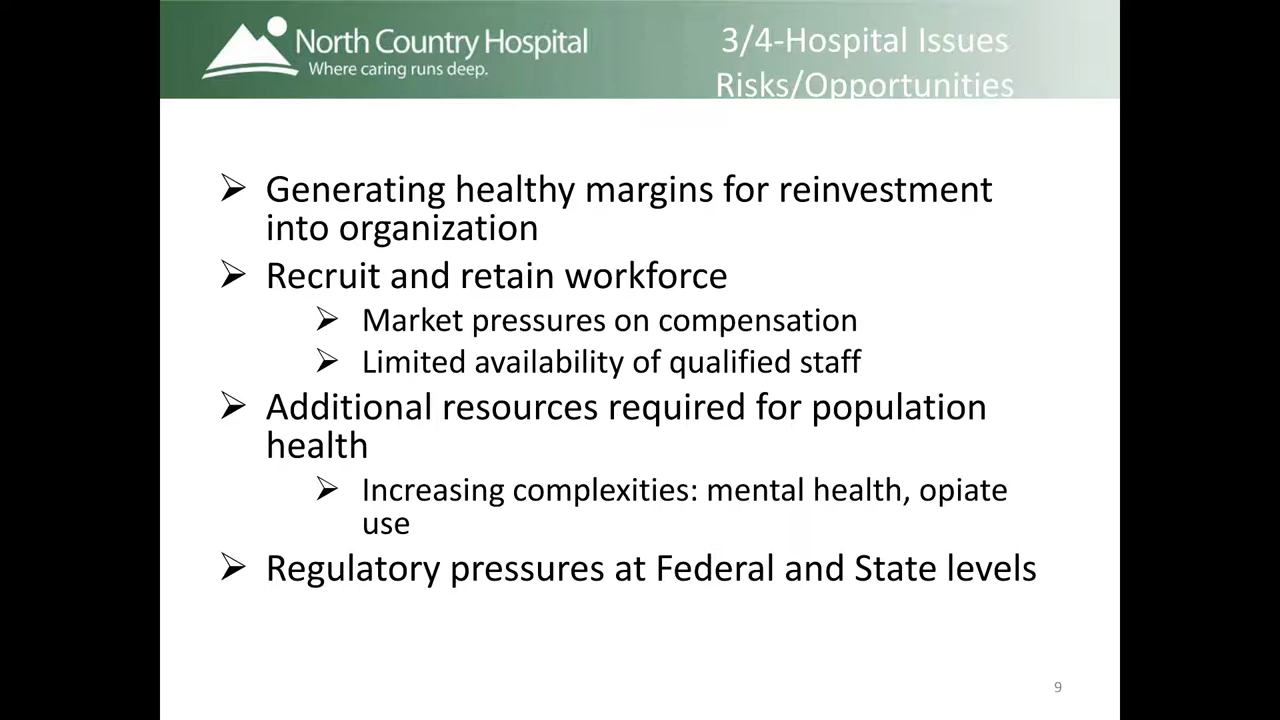 North Country Hospital
Where caring runs deep.
3/4-Hospital Issues
Risks/Opportunities
➢ Generating healthy margins for reinvestment
into organization
➢ Recruit and retain workforce
➢ Market pressures on compensation
➢ Limited availability of qualified staff
➢ Additional resources required for population
health
➢ Increasing complexities: mental health, opiate
use
➢ Regulatory pressures at Federal and State levels
9